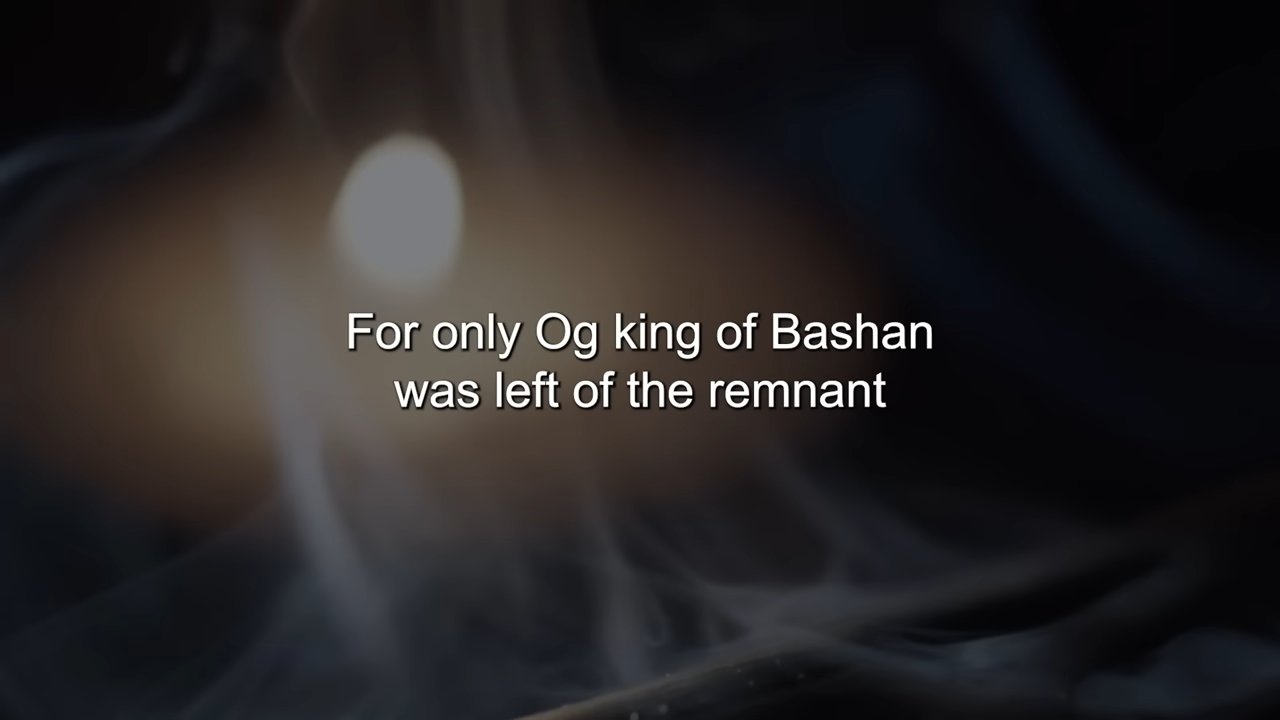 For only Og king of Bashan
was left of the remnant